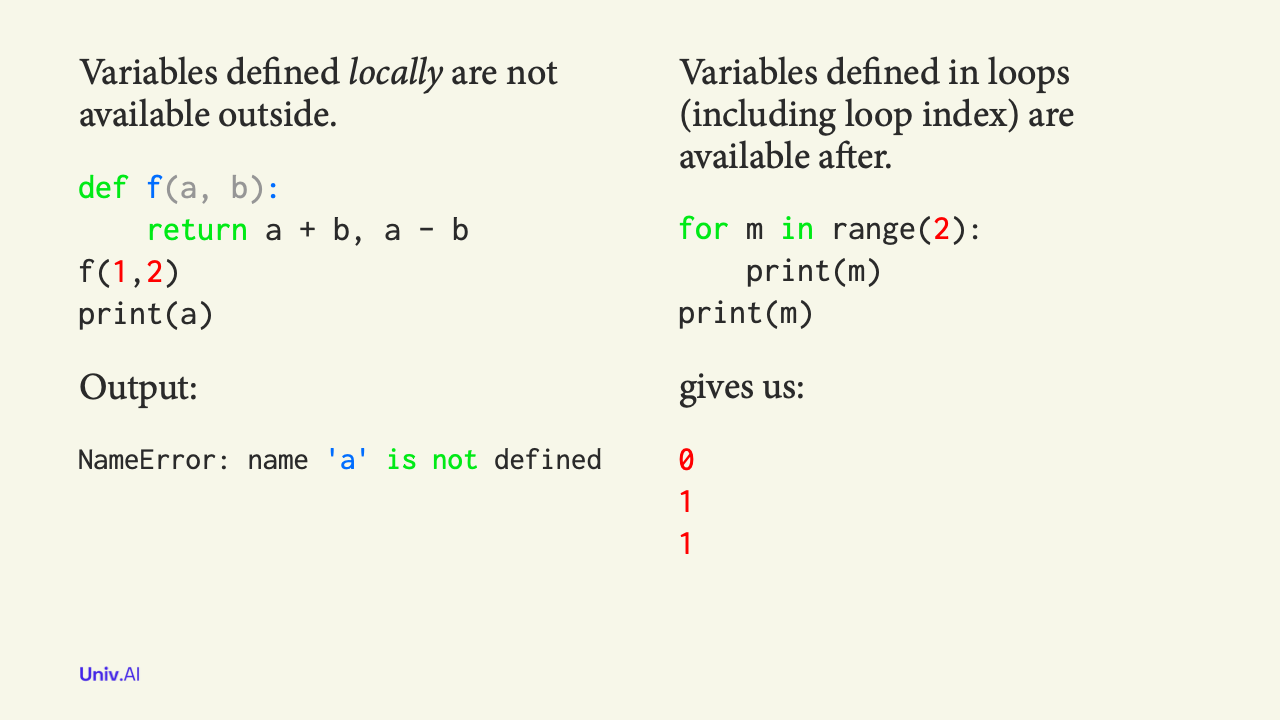 Variables defined locally are not
available outside.
def f(a, b):
    return a + b, a - b
f(1,2)
print(a)
Output:
NameError: name 'a' is not defined
Variables defined in loops
(including loop index) are
available after.
for m in range(2):
    print(m)
print(m)
gives us:
0
1
1
Univ.AI